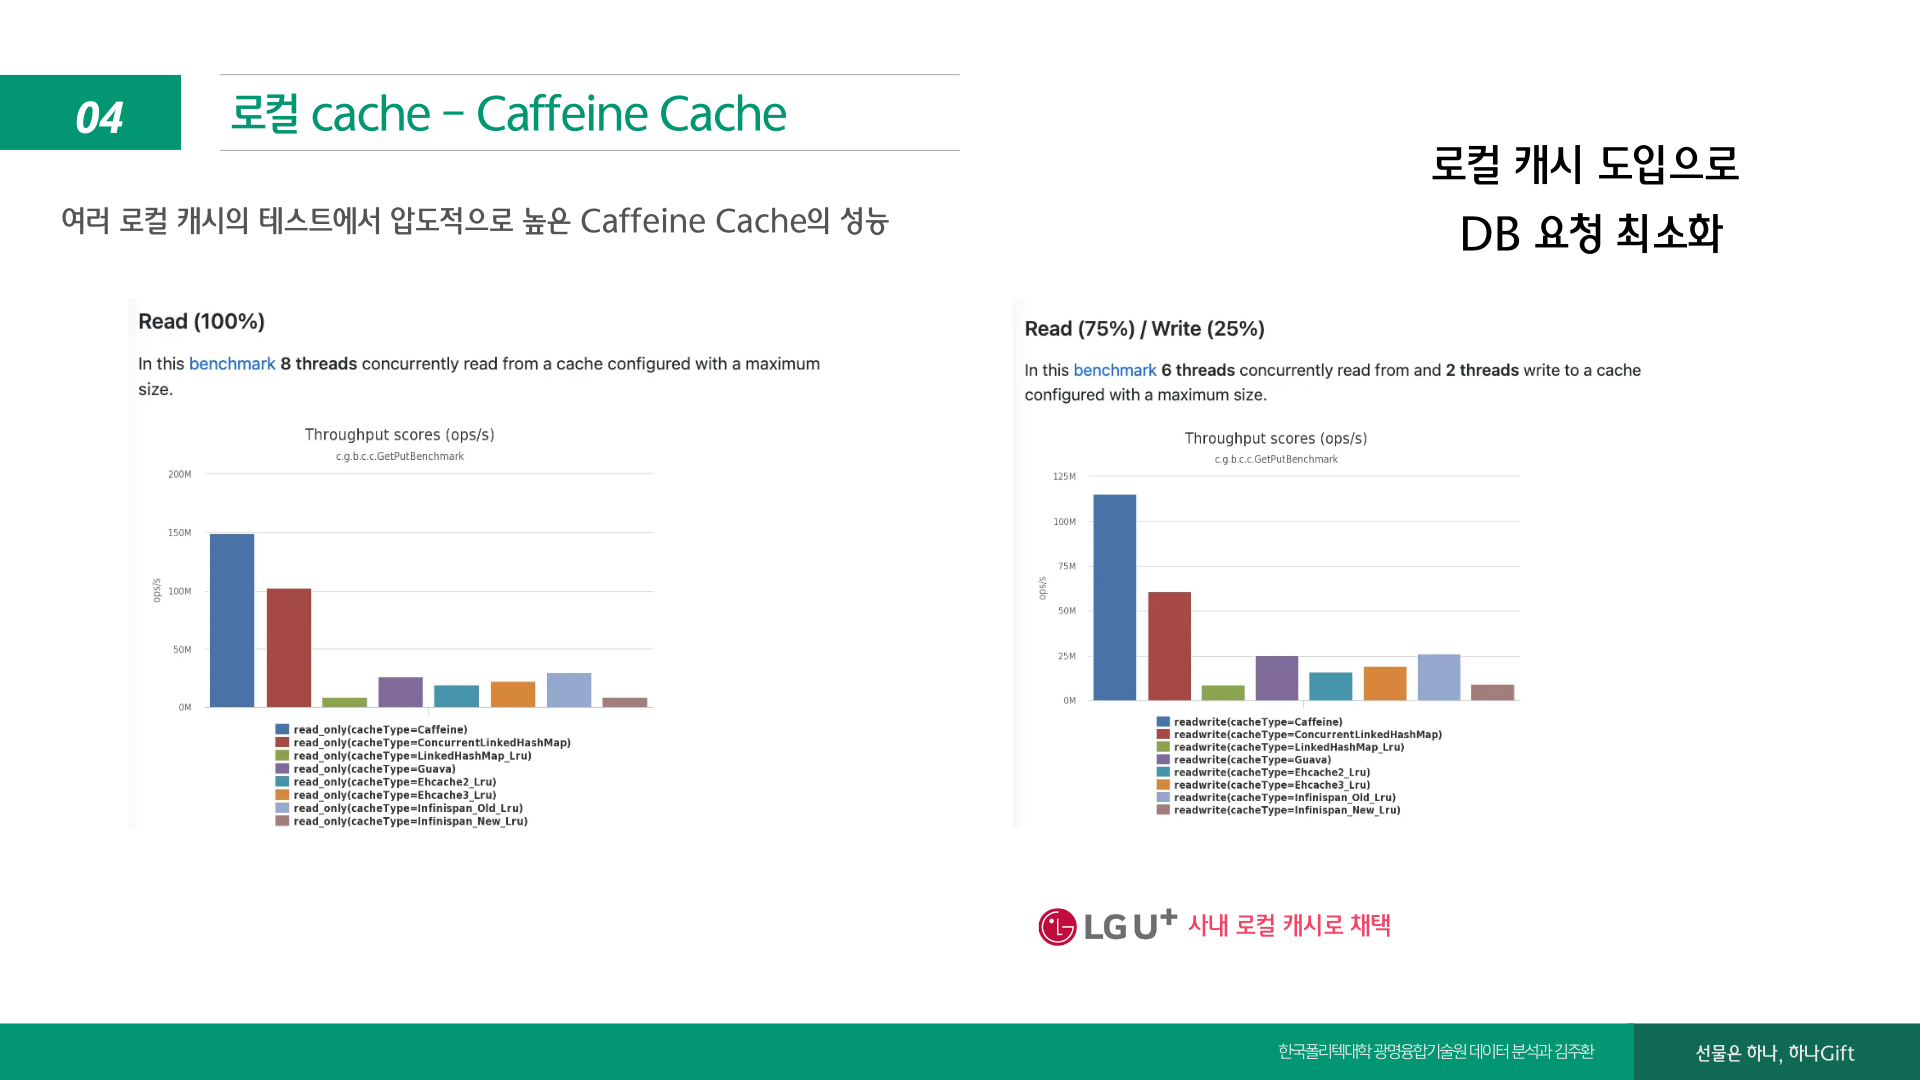 04
로컬 cache – Caffeine Cache
로컬 캐시 도입으로
DB 요청 최소화
여러 로컬 캐시의 테스트에서 압도적으로 높은 Caffeine Cache의 성능
Read (100%)
In this benchmark 8 threads concurrently read from a cache configured with a maximum
size.
Throughput scores (ops/s)
c.g.b.c.c.GetPutBenchmark
200M
150M
100M
50M
0M
ops/s
read_only(cacheType=Caffeine)
read_only(cacheType=ConcurrentLinkedHashMap)
read_only(cacheType=LinkedHashMap_Lru)
read_only(cacheType=Guava)
read_only(cacheType=Ehcache2_Lru)
read_only(cacheType=Ehcache3_Lru)
read_only(cacheType=Infinispan_Old_Lru)
read_only(cacheType=Infinispan_New_Lru)
Read (75%) / Write (25%)
In this benchmark 6 threads concurrently read from and 2 threads write to a cache
configured with a maximum size.
Throughput scores (ops/s)
c.g.b.c.c.GetPutBenchmark
125M
100M
75M
50M
25M
0M
ops/s
readwrite(cacheType=Caffeine)
readwrite(cacheType=ConcurrentLinkedHashMap)
readwrite(cacheType=LinkedHashMap_Lru)
readwrite(cacheType=Guava)
readwrite(cacheType=Ehcache2_Lru)
readwrite(cacheType=Ehcache3_Lru)
readwrite(cacheType=Infinispan_Old_Lru)
readwrite(cacheType=Infinispan_New_Lru)
LG U+ 사내 로컬 캐시로 채택
한국폴리텍대학 광명융합기술원 데이터 분석과 김주환
선물은 하나, 하나Gift